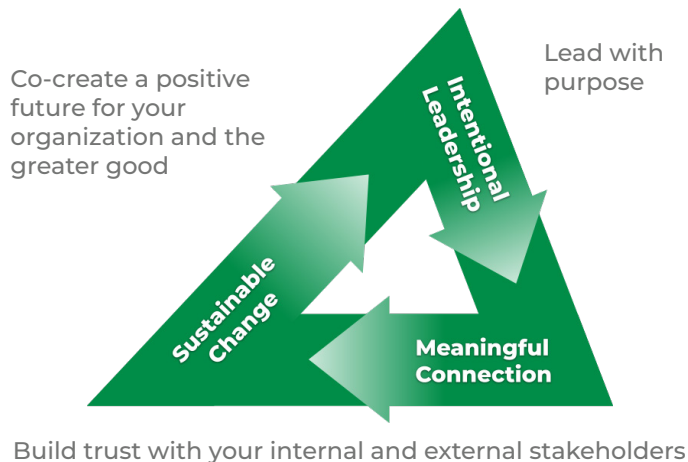 Co-create a positive
future for your
organization and the
greater good
Lead with
purpose
Intentional
Leadership
Sustainable
Change
Meaningful
Connection
Build trust with your internal and external stakeholders